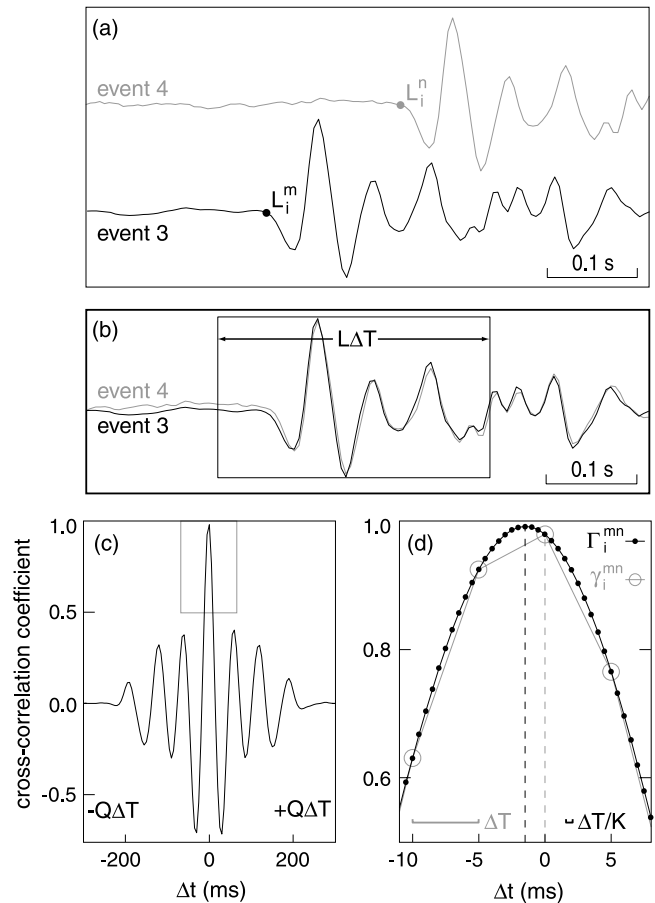 (a)
event 4
L_i^n
L_i^m
event 3
0.1 s
(b)
LΔT
event 4
event 3
0.1 s
(c)
(d)
cross-correlation coefficient
1.0
0.5
0.0
-0.5
-QΔT
+QΔT
-200
0
200
Δt (ms)
1.0
0.8
0.6
Γ_i^mn
γ_i^mn
ΔT
ΔT/K
-10
-5
0
5
Δt (ms)